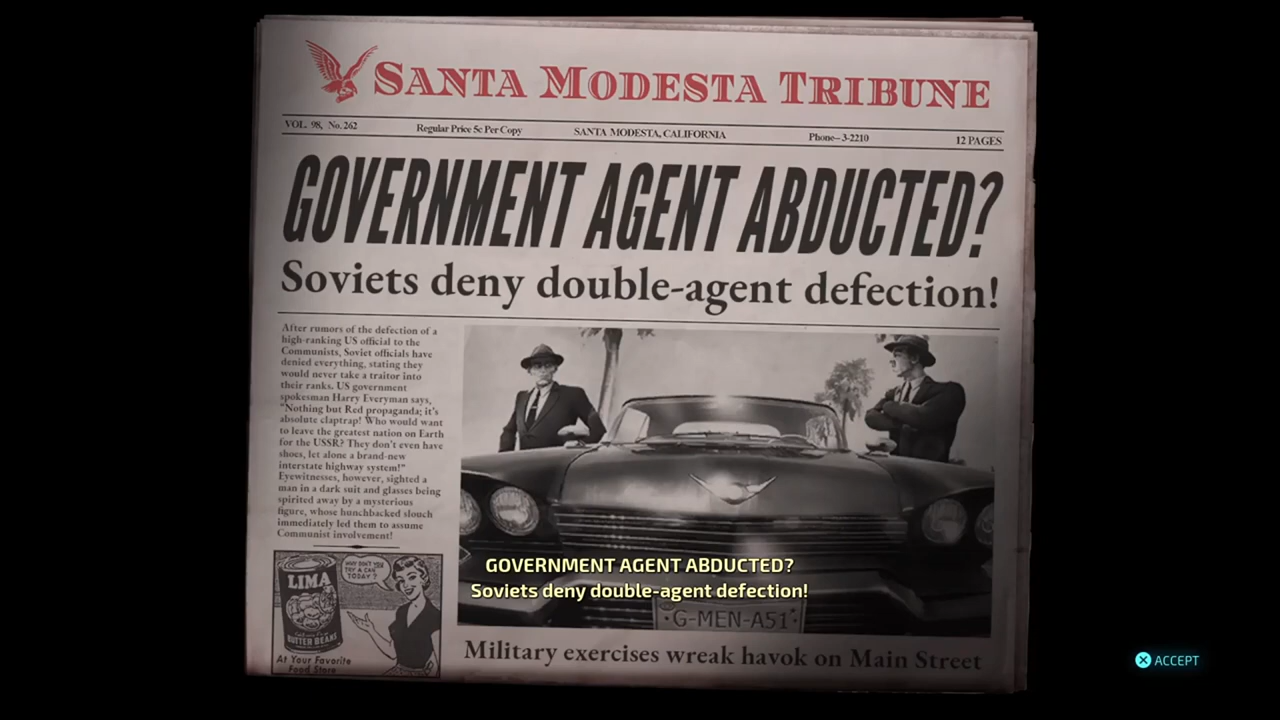 SANTA MODESTA TRIBUNE
VOL. 98, No. 262 Regular Price 5c Per Copy SANTA MODESTA, CALIFORNIA Phone–3-2210 12 PAGES
GOVERNMENT AGENT ABDUCTED?
Soviets deny double-agent defection!
After rumors of the defection of a
high-ranking US official to the
Communists, Soviet officials have
denied everything, stating they
would never take a traitor into
their ranks. US government
spokesman Harry Everyman says,
"Nothing but Red propaganda; it's
absolute claptrap! Who would want
to leave the greatest nation on Earth
for the USSR? They don't even have
shoes, let alone a brand-new
interstate highway system!"
Eyewitnesses, however, sighted a
man in a dark suit and glasses being
spirited away by a mysterious
figure, whose hunchbacked slouch
immediately led them to assume
Communist involvement!
WHY DON'T YOU
TRY A CAN
TODAY?
LIMA
BUTTER BEANS
At Your Favorite
Food Store
GOVERNMENT AGENT ABDUCTED?
Soviets deny double-agent defection!
G-MEN-A51
Military exercises wreak havok on Main Street
ACCEPT